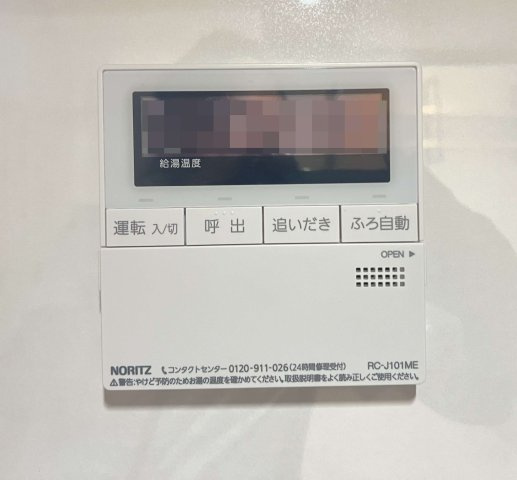 給湯温度
運転 入/切 呼出 追いだき ふろ自動
OPEN ▶
NORITZ コンタクトセンター 0120-911-026(24時間修理受付) RC-J101ME
⚠警告:やけど予防のためお湯の温度を確かめてください。取扱説明書をよく読み正しくご使用ください。